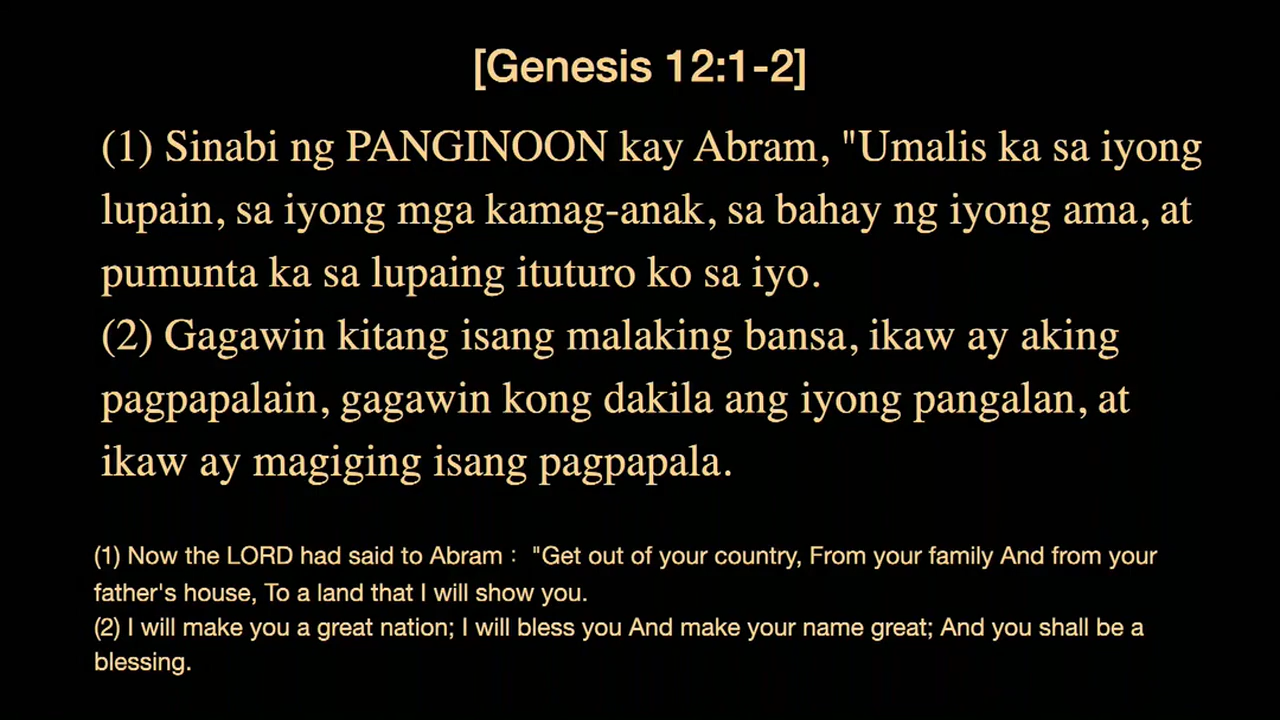 [Genesis 12:1-2]
(1) Sinabi ng PANGINOON kay Abram, "Umalis ka sa iyong
lupain, sa iyong mga kamag-anak, sa bahay ng iyong ama, at
pumunta ka sa lupaing ituturo ko sa iyo.
(2) Gagawin kitang isang malaking bansa, ikaw ay aking
pagpapalain, gagawin kong dakila ang iyong pangalan, at
ikaw ay magiging isang pagpapala.
(1) Now the LORD had said to Abram： "Get out of your country, From your family And from your
father's house, To a land that I will show you.
(2) I will make you a great nation; I will bless you And make your name great; And you shall be a
blessing.